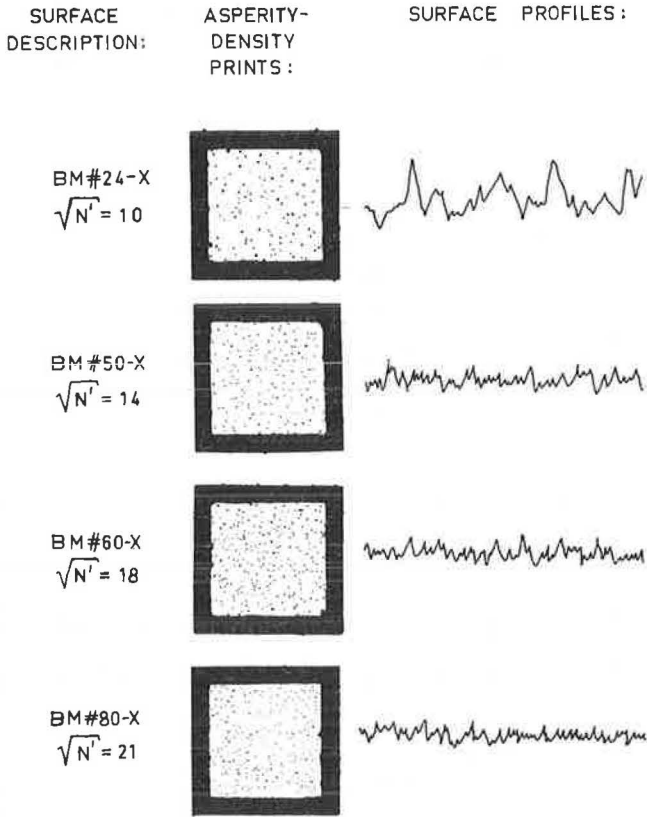 SURFACE DESCRIPTION:
ASPERITY-DENSITY PRINTS:
SURFACE PROFILES:
BM#24-X
√N' = 10
BM#50-X
√N' = 14
BM#60-X
√N' = 18
BM#80-X
√N' = 21